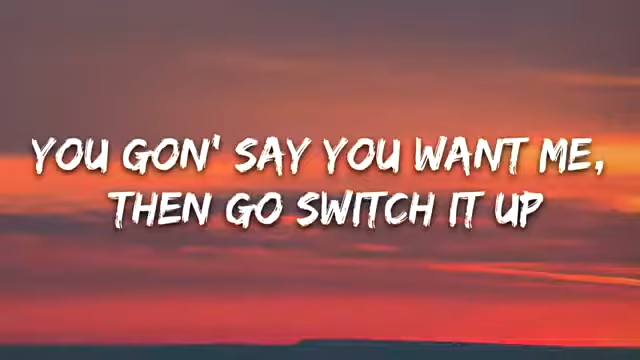 YOU GON' SAY YOU WANT ME,
THEN GO SWITCH IT UP